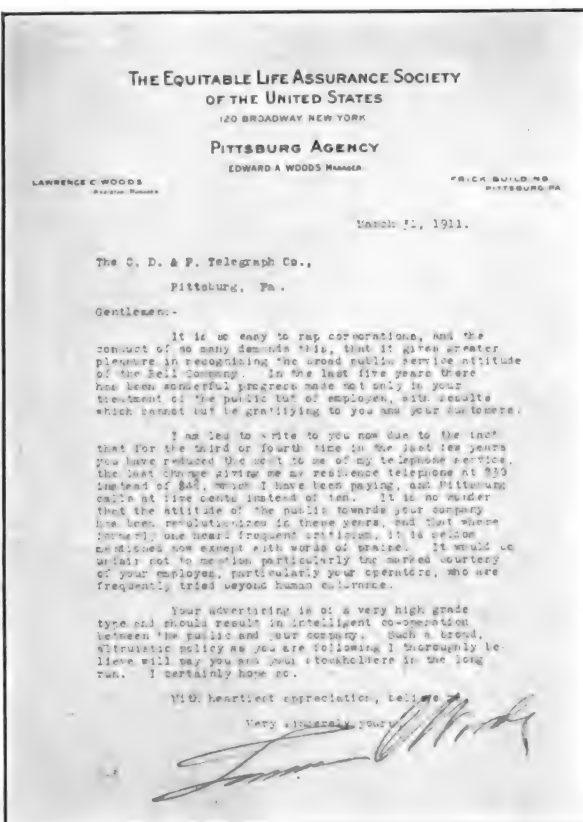 THE EQUITABLE LIFE ASSURANCE SOCIETY
OF THE UNITED STATES
120 BROADWAY NEW YORK
PITTSBURG AGENCY
EDWARD A WOODS MANAGER
LAWRENCE C WOODS
FRICK BUILDING
PITTSBURG PA
March 31, 1911.
The C. D. & P. Telegraph Co.,
Pittsburg, Pa.
Gentlemen:-
It is so easy to rap corporations, and the
conduct of so many demands this, that it gives greater
pleasure in recognizing the broad public service attitude
of the Bell Company. In the last five years there
has been wonderful progress made not only in your
treatment of the public but of employes, with results
which cannot but be gratifying to you and your customers.
I am led to write to you now due to the fact
that for the third or fourth time in the last few years
you have reduced the cost to me of my telephone service,
the last change giving me my residence telephone at
instead of $48, which I have been paying, and Pittsburg
calls at five cents instead of ten. It is no wonder
that the attitude of the public towards your company
has been revolutionized in these years, and that where
formerly one heard frequent criticism, it is seldom
mentioned now except with words of praise. It would be
unfair not to mention particularly the marked courtesy
of your employes, particularly your operators, who are
frequently tried beyond human endurance.
Your advertising is of a very high grade
type and should result in intelligent co-operation
between the public and your company. Such a broad,
altruistic policy as you are following I thoroughly be-
lieve will pay you and your stockholders in the long
run. I certainly hope so.
With heartiest appreciation, believe
Very sincerely yours,